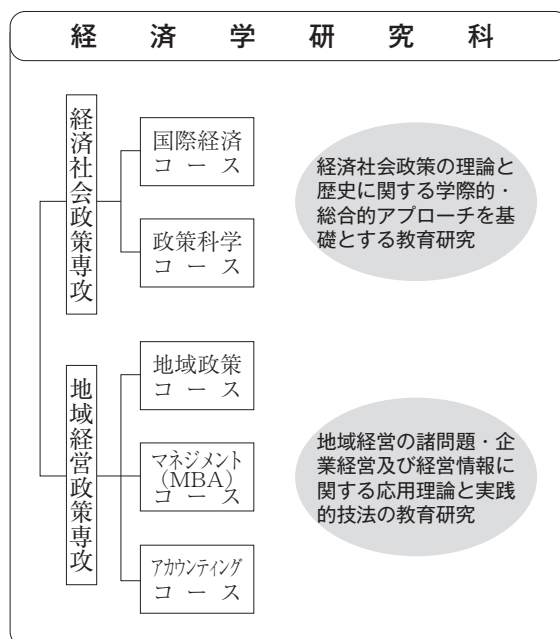 経済学研究科
経済社会政策専攻
国際経済
コース
政策科学
コース
経済社会政策の理論と
歴史に関する学際的・
総合的アプローチを基
礎とする教育研究
地域経営政策専攻
地域政策
コース
マネジメント
(MBA)
コース
アカウンティング
コース
地域経営の諸問題・企
業経営及び経営情報に
関する応用理論と実践
的技法の教育研究